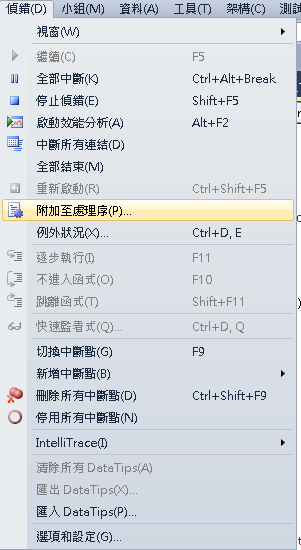 偵錯(D) 小組(M) 資料(A) 工具(T) 架構(C) 測試
視窗(W)
繼續(C) F5
全部中斷(K) Ctrl+Alt+Break
停止偵錯(E) Shift+F5
啟動效能分析(A) Alt+F2
中斷所有連結(D)
全部結束(M)
重新啟動(R) Ctrl+Shift+F5
附加至處理序(P)...
例外狀況(X)... Ctrl+D, E
逐步執行(I) F11
不進入函式(O) F10
跳離函式(T) Shift+F11
快速監看式(Q)... Ctrl+D, Q
切換中斷點(G) F9
新增中斷點(B)
刪除所有中斷點(D) Ctrl+Shift+F9
停用所有中斷點(N)
IntelliTrace(I)
清除所有 DataTips(A)
匯出 DataTips(X)...
匯入 DataTips(P)...
選項和設定(G)...